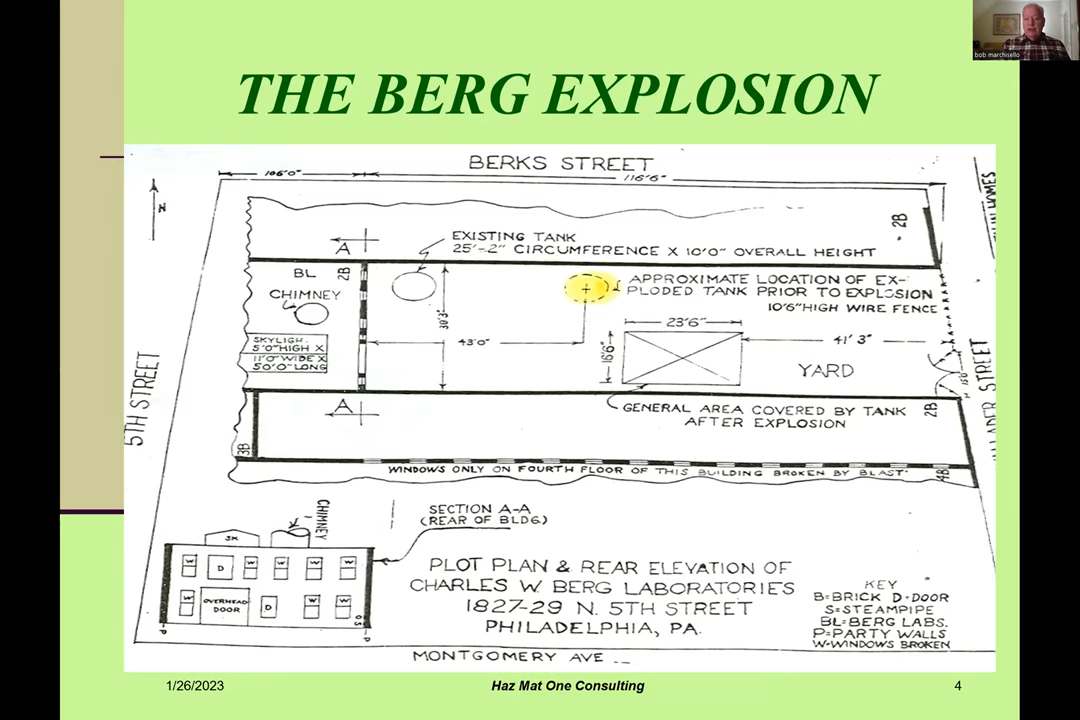 bob marchisello
THE BERG EXPLOSION
BERKS STREET
106'0"
116'6"
N
2B
EXISTING TANK
25'-2" CIRCUMFERENCE X 10'0" OVERALL HEIGHT
A
BL
2B
CHIMNEY
APPROXIMATE LOCATION OF EX-
PLODED TANK PRIOR TO EXPLOSION
10'6" HIGH WIRE FENCE
SKYLIGH
5'0" HIGH X
11'0" WIDE X
50'0" LONG
43'0"
23'6"
16'6"
41' 3"
YARD
5TH STREET
STREET
A
GENERAL AREA COVERED BY TANK
AFTER EXPLOSION
2B
3B
WINDOWS ONLY ON FOURTH FLOOR OF THIS BUILDING BROKEN BY BLAST
4B
CHIMNEY
SECTION A-A
(REAR OF BLDG.)
SK
W D W W W W
W OVERHEAD DOOR D W W
P P
PLOT PLAN & REAR ELEVATION OF
CHARLES W. BERG LABORATORIES
1827-29 N. 5TH STREET
PHILADELPHIA, PA.
KEY
B=BRICK D=DOOR
S=STEAMPIPE
BL=BERG LABS.
P=PARTY WALLS
W=WINDOWS BROKEN
MONTGOMERY AVE
1/26/2023
Haz Mat One Consulting
4